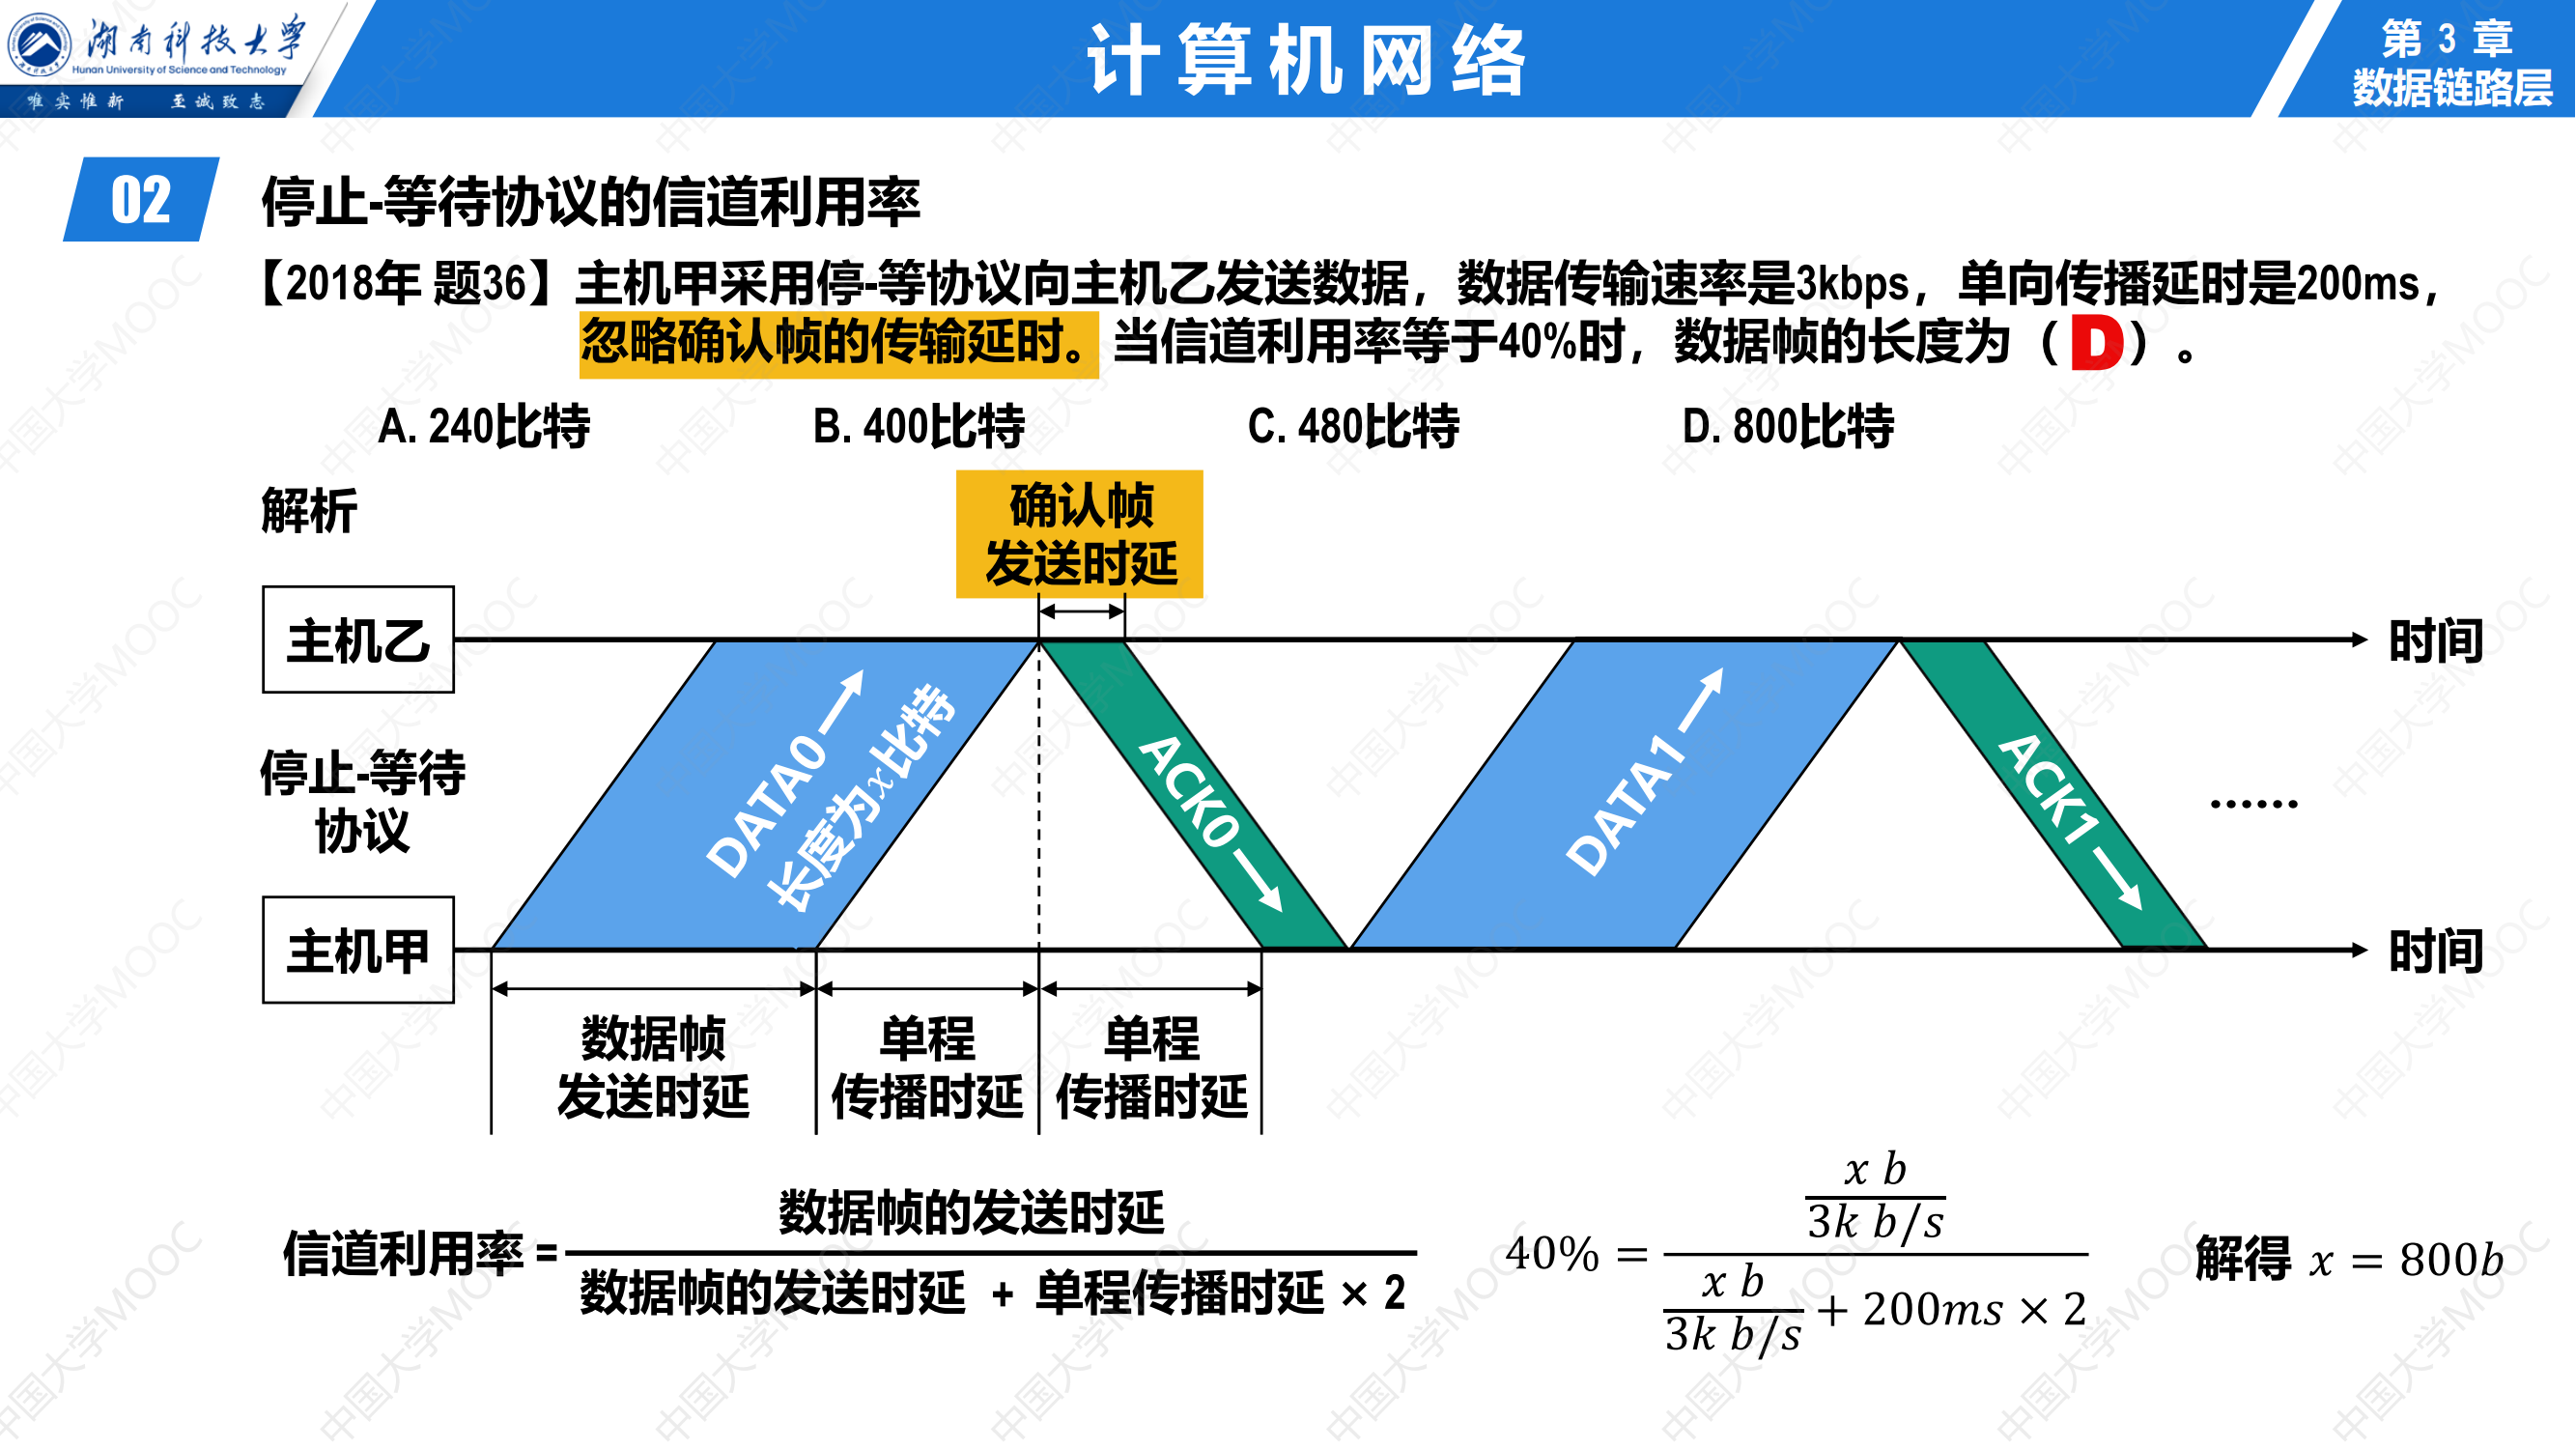 湖南科技大学
Hunan University of Science and Technology
唯实惟新 至诚致志
计算机网络
第 3 章
数据链路层
02
停止-等待协议的信道利用率
【2018年 题36】主机甲采用停-等协议向主机乙发送数据，数据传输速率是3kbps，单向传播延时是200ms，
忽略确认帧的传输延时。当信道利用率等于40%时，数据帧的长度为（D）。
A. 240比特 B. 400比特 C. 480比特 D. 800比特
解析
确认帧
发送时延
主机乙
时间
DATA0
长度为x比特
ACK0
DATA1
ACK1
……
停止-等待
协议
主机甲
时间
数据帧
发送时延
单程
传播时延
单程
传播时延
信道利用率 = 数据帧的发送时延
数据帧的发送时延 + 单程传播时延 × 2
40% = x b
3k b/s
x b
3k b/s + 200ms × 2
解得 x = 800b
中国大学MOOC